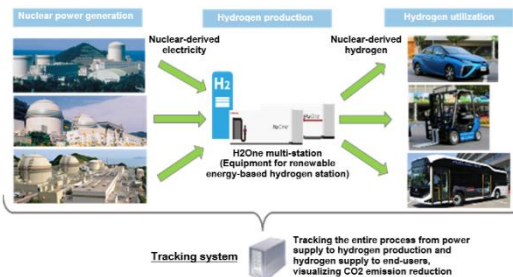 Nuclear power generation
Hydrogen production
Hydrogen utilization
Nuclear-derived
electricity
Nuclear-derived
hydrogen
H2
H2One
H2One multi-station
(Equipment for renewable
energy-based hydrogen station)
Tracking system
Tracking the entire process from power
supply to hydrogen production and
hydrogen supply to end-users,
visualizing CO2 emission reduction